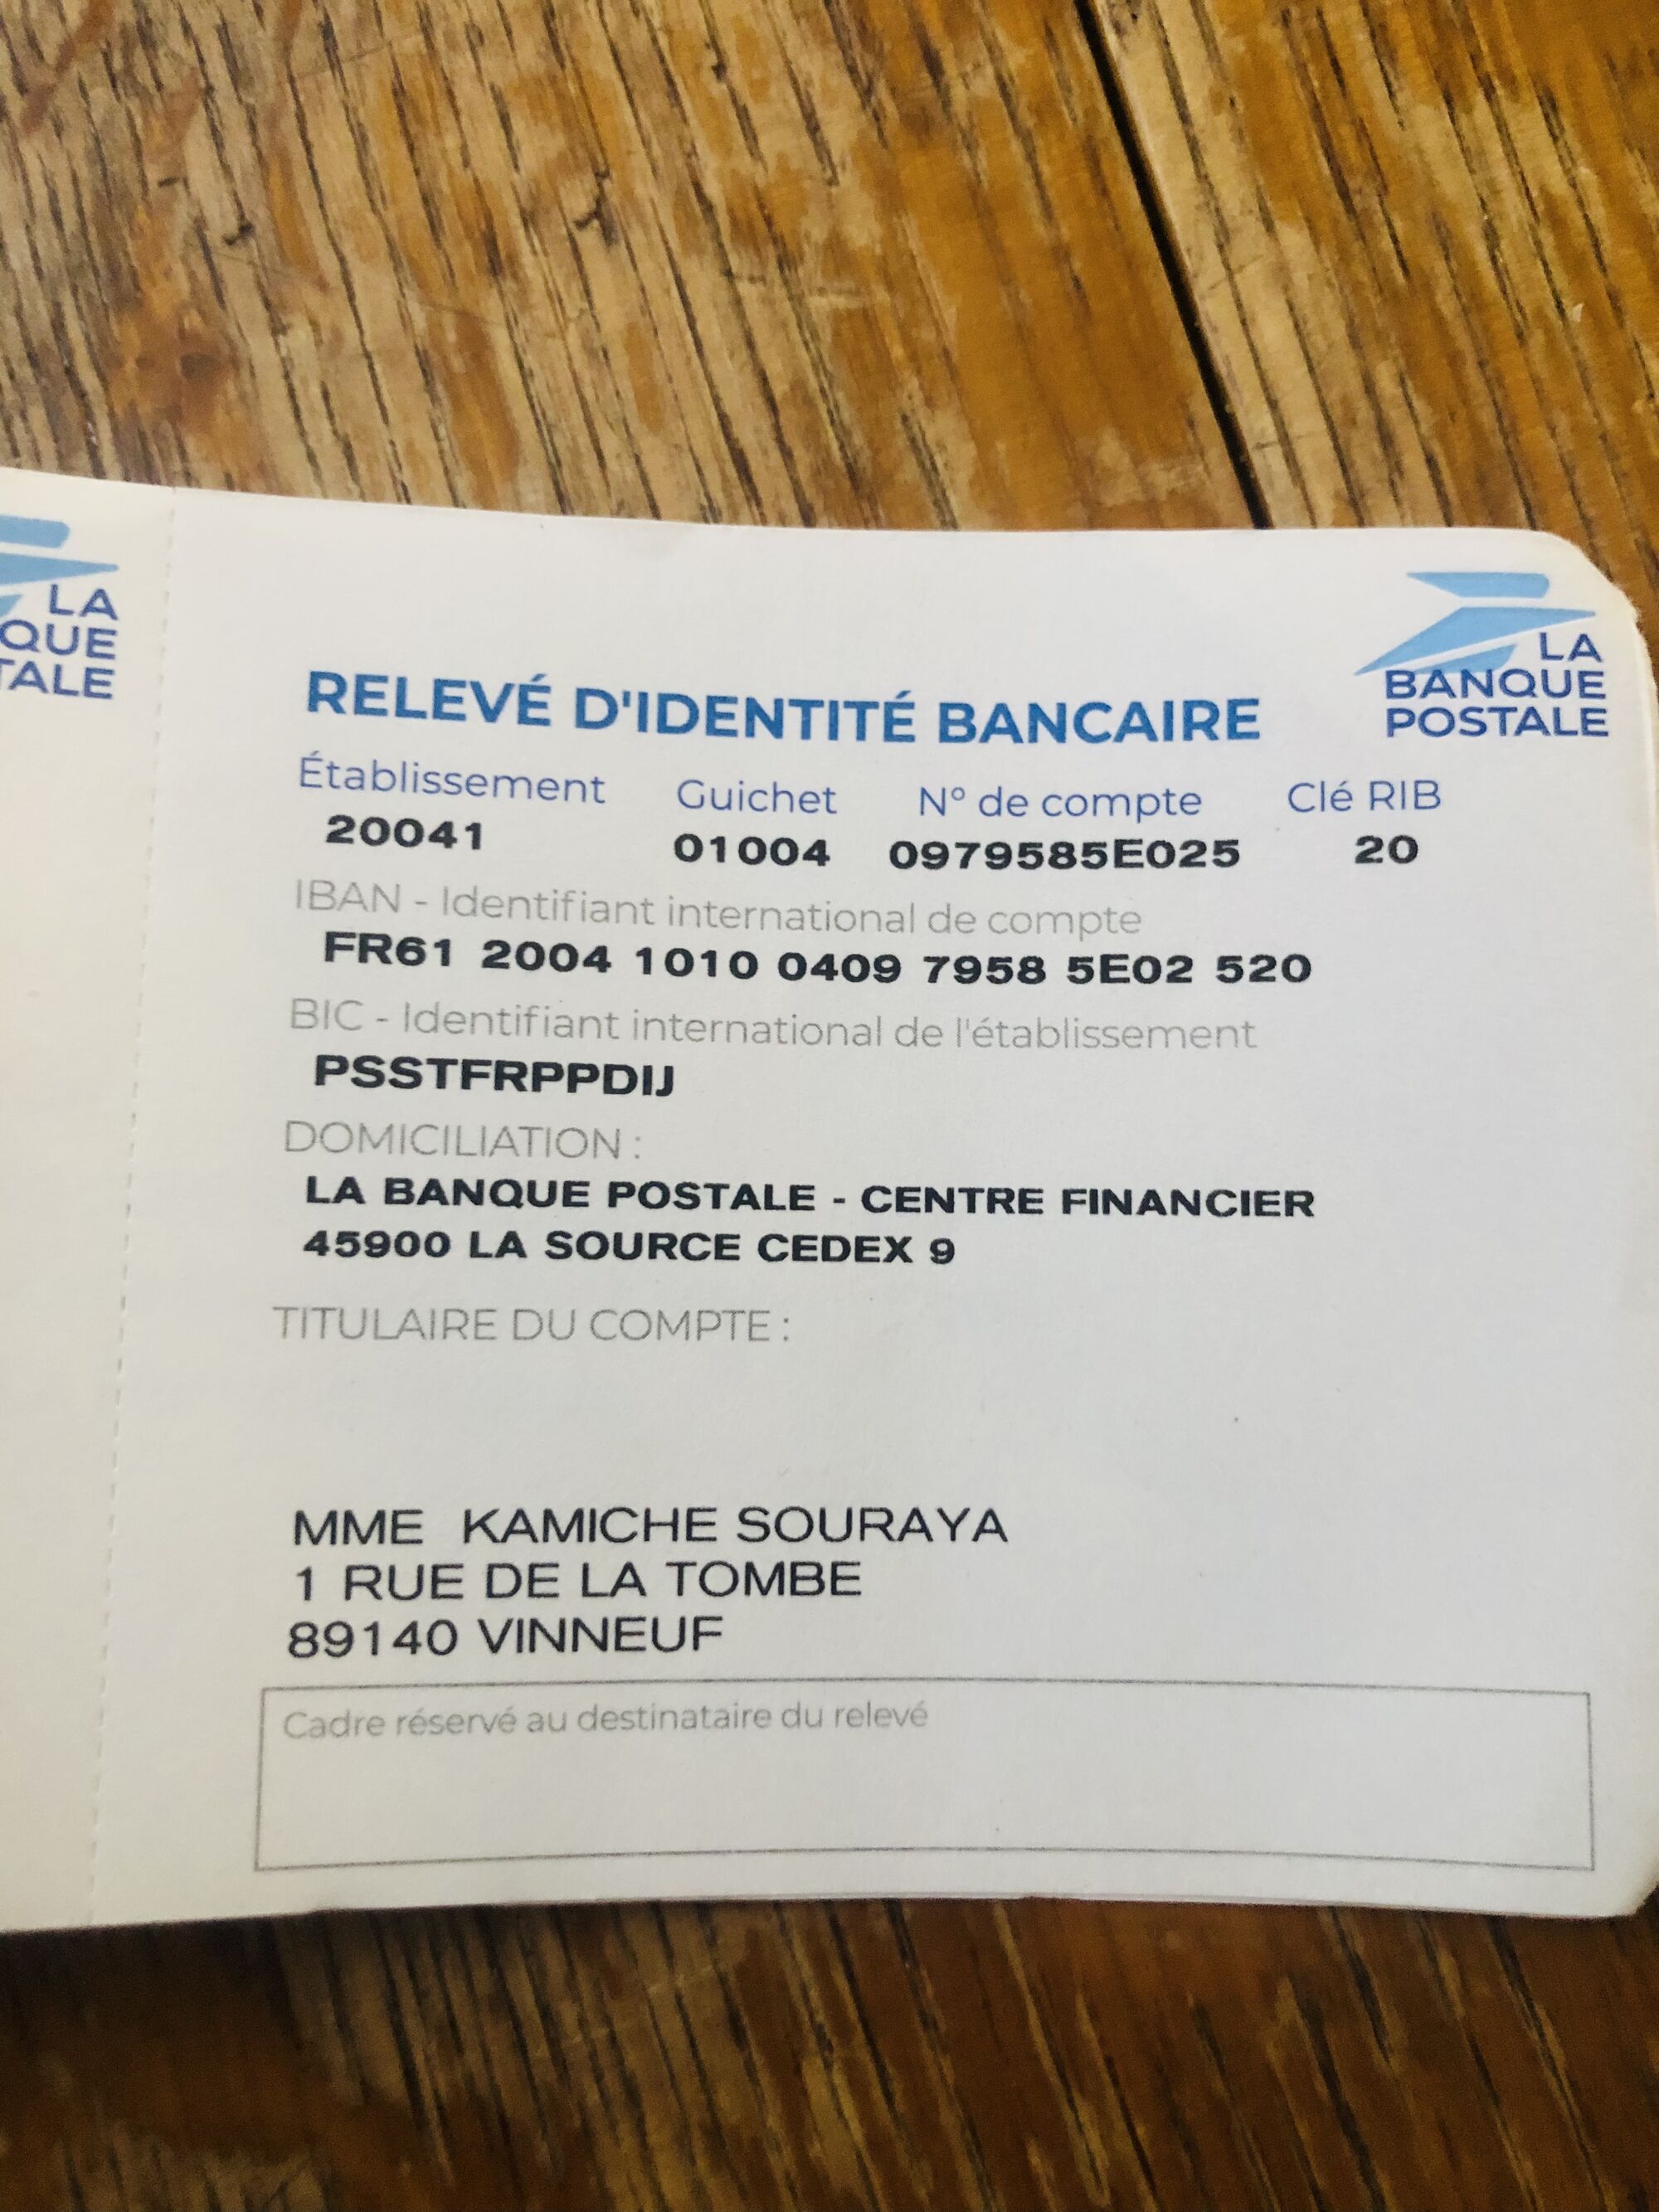 LA
QUE
TALE
LA
BANQUE
POSTALE
RELEVÉ D'IDENTITÉ BANCAIRE
Établissement Guichet N° de compte Clé RIB
20041 01004 0979585E025 20
IBAN - Identifiant international de compte
FR61 2004 1010 0409 7958 5E02 520
BIC - Identifiant international de l'établissement
PSSTFRPPDIJ
DOMICILIATION :
LA BANQUE POSTALE - CENTRE FINANCIER
45900 LA SOURCE CEDEX 9
TITULAIRE DU COMPTE :
MME KAMICHE SOURAYA
1 RUE DE LA TOMBE
89140 VINNEUF
Cadre réservé au destinataire du relevé